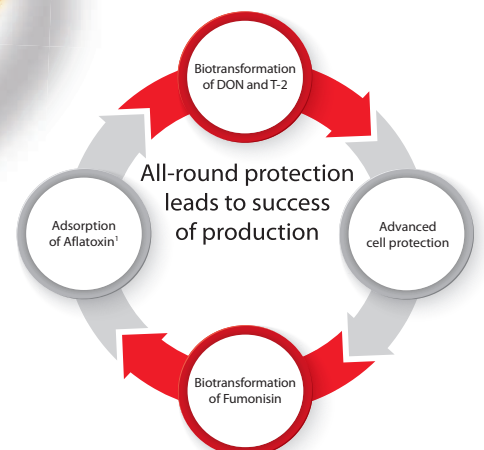 Biotransformation
of DON and T-2
All-round protection
leads to success
of production
Adsorption
of Aflatoxin¹
Advanced
cell protection
Biotransformation
of Fumonisin